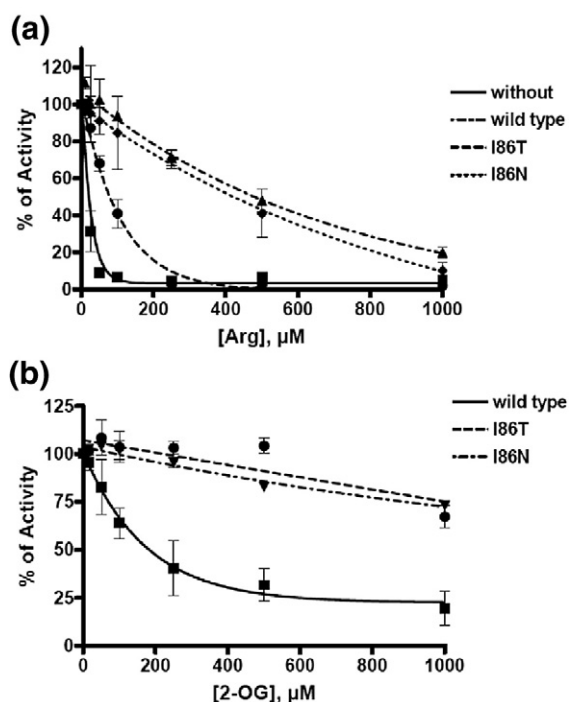 (a)
% of Activity
140
120
100
80
60
40
20
0
0 200 400 600 800 1000
[Arg], µM
without
wild type
I86T
I86N
(b)
% of Activity
125
100
75
50
25
0
0 200 400 600 800 1000
[2-OG], µM
wild type
I86T
I86N